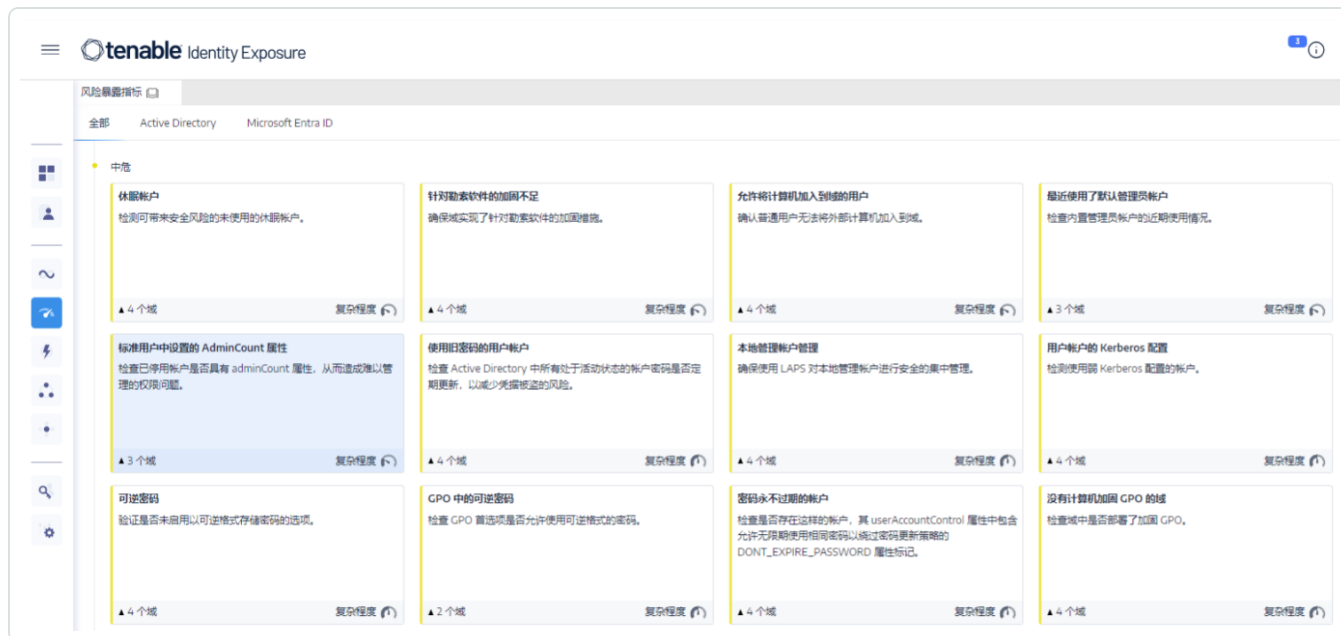 tenable Identity Exposure
3
风险暴露指标
全部 Active Directory Microsoft Entra ID
中危
休眠帐户
检测可带来安全风险的未使用的休眠帐户。
▲ 4 个域 复杂程度
针对勒索软件的加固不足
确保域实现了针对勒索软件的加固措施。
▲ 4 个域 复杂程度
允许将计算机加入到域的用户
确认普通用户无法将外部计算机加入到域。
▲ 4 个域 复杂程度
最近使用了默认管理员帐户
检查内置管理员帐户的近期使用情况。
▲ 3 个域 复杂程度
标准用户中设置的 AdminCount 属性
检查已停用帐户是否具有 adminCount 属性，从而造成难以管
理的权限问题。
▲ 3 个域 复杂程度
使用旧密码的用户帐户
检查 Active Directory 中所有处于活动状态的帐户密码是否定
期更新，以减少凭据被盗的风险。
▲ 4 个域 复杂程度
本地管理帐户管理
确保使用 LAPS 对本地管理帐户进行安全的集中管理。
▲ 4 个域 复杂程度
用户帐户的 Kerberos 配置
检测使用弱 Kerberos 配置的帐户。
▲ 4 个域 复杂程度
可逆密码
验证是否未启用以可逆格式存储密码的选项。
▲ 4 个域 复杂程度
GPO 中的可逆密码
检查 GPO 首选项是否允许使用可逆格式的密码。
▲ 2 个域 复杂程度
密码永不过期的帐户
检查是否存在这样的帐户，其 userAccountControl 属性中包含
允许无限期使用相同密码以绕过密码更新策略的
DONT_EXPIRE_PASSWORD 属性标记。
▲ 4 个域 复杂程度
没有计算机加固 GPO 的域
检查域中是否部署了加固 GPO。
▲ 4 个域 复杂程度